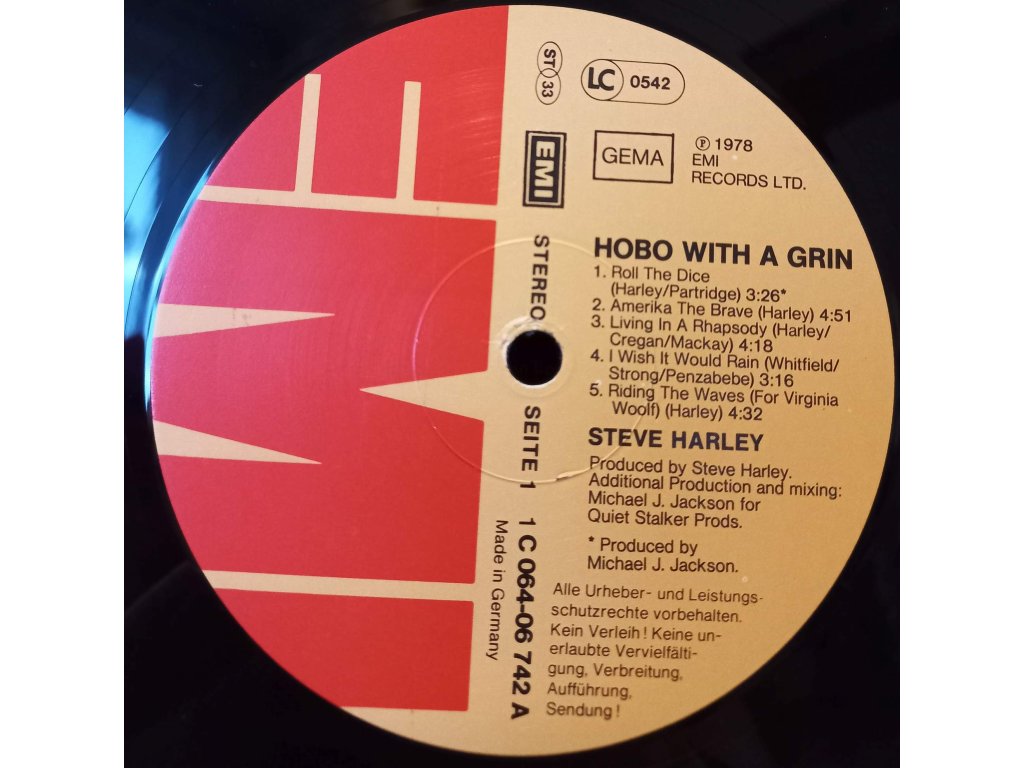 ST 33
LC 0542
EMI
GEMA
℗ 1978
EMI
RECORDS LTD.
STEREO
SEITE 1
1 C 064-06 742 A
Made in Germany
HOBO WITH A GRIN
1. Roll The Dice
(Harley/Partridge) 3:26*
2. Amerika The Brave (Harley) 4:51
3. Living In A Rhapsody (Harley/
Cregan/Mackay) 4:18
4. I Wish It Would Rain (Whitfield/
Strong/Penzabebe) 3:16
5. Riding The Waves (For Virginia
Woolf) (Harley) 4:32
STEVE HARLEY
Produced by Steve Harley.
Additional Production and mixing:
Michael J. Jackson for
Quiet Stalker Prods.
* Produced by
Michael J. Jackson.
Alle Urheber- und Leistungs-
schutzrechte vorbehalten.
Kein Verleih! Keine un-
erlaubte Vervielfälti-
gung, Verbreitung,
Aufführung,
Sendung!